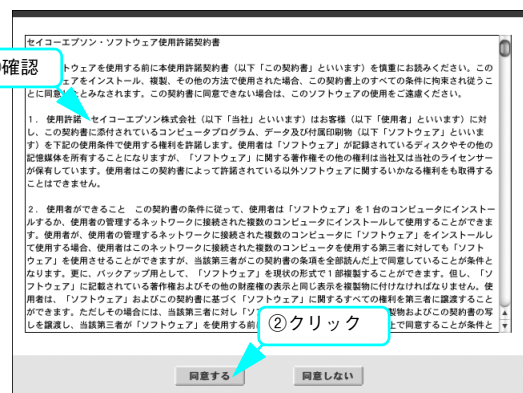 セイコーエプソン・ソフトウェア使用許諾契約書
確認
トウェアを使用する前に本使用許諾契約書（以下「この契約書」といいます）を慎重にお読みください。この
ェアをインストール、複製、その他の方法で使用された場合、この契約書上のすべての条件に拘束され従うこ
とに同意したとみなされます。この契約書に同意できない場合は、このソフトウェアの使用をご遠慮ください。
1． 使用許諾 セイコーエプソン株式会社（以下「当社」といいます）はお客様（以下「使用者」といいます）に対
し、この契約書に添付されているコンピュータプログラム、データ及び付属印刷物（以下「ソフトウェア」といいま
す）を下記の使用条件で使用する権利を許諾します。使用者は「ソフトウェア」が記録されているディスクやその他の
記憶媒体を所有することになりますが、「ソフトウェア」に関する著作権その他の権利は当社又は当社のライセンサー
が保有しています。使用者はこの契約書によって許諾されている以外ソフトウェアに関するいかなる権利をも取得する
ことはできません。
2． 使用者ができること この契約書の条件に従って、使用者は「ソフトウェア」を１台のコンピュータにインストー
ルするか、使用者の管理するネットワークに接続された複数のコンピュータにインストールして使用することができま
す。使用者が、使用者の管理するネットワークに接続された複数のコンピュータに「ソフトウェア」をインストールし
て使用する場合、使用者はこのネットワークに接続された複数のコンピュータを使用する第三者に対しても「ソフト
ウェア」を使用させることができますが、当該第三者がこの契約書の条項を全部読んだ上で同意していることが条件と
なります。更に、バックアップ用として、「ソフトウェア」を現状の形式で１部複製することができます。但し、「ソ
フトウェア」に記載されている著作権およびその他の財産権の表示と同じ表示を複製物に付けなければなりません。使
用者は、「ソフトウェア」およびこの契約書に基づく「ソフトウェア」に関するすべての権利を第三者に譲渡すること
ができます。ただしその場合には、当該第三者に対し「ソ 製物およびこの契約書の写
しを譲渡し、当該第三者が「ソフトウェア」を使用する前に 上で同意することが条件と
②クリック
同意する 同意しない